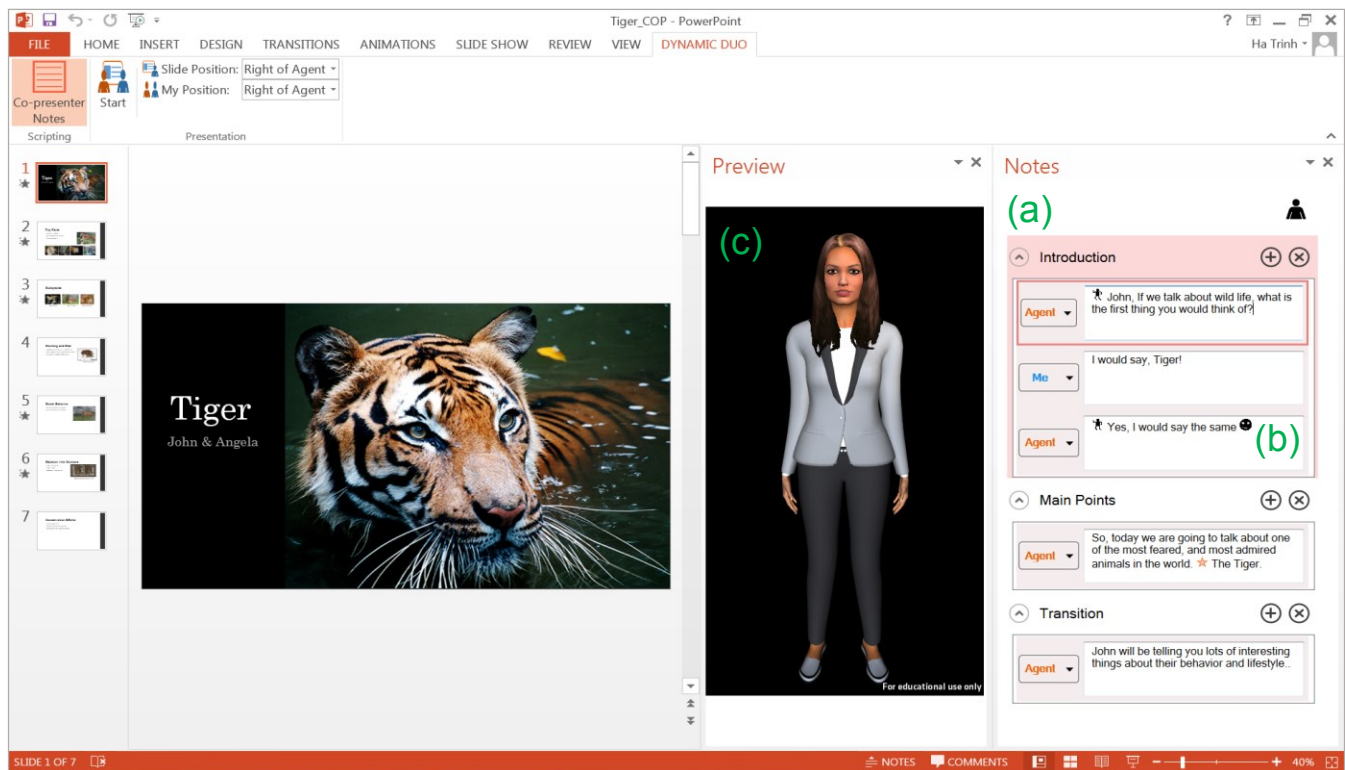 Tiger_COP - PowerPoint
?
FILE HOME INSERT DESIGN TRANSITIONS ANIMATIONS SLIDE SHOW REVIEW VIEW DYNAMIC DUO
Ha Trinh
Co-presenter
Notes
Start
Slide Position: Right of Agent
My Position: Right of Agent
Scripting
Presentation
1
2
3
4
5
6
7
Tiger
John & Angela
Preview
(c)
For educational use only
Notes
(a)
Introduction
Agent
John, If we talk about wild life, what is
the first thing you would think of?
Me
I would say, Tiger!
Agent
Yes, I would say the same
(b)
Main Points
Agent
So, today we are going to talk about one
of the most feared, and most admired
animals in the world. The Tiger.
Transition
Agent
John will be telling you lots of interesting
things about their behavior and lifestyle..
SLIDE 1 OF 7
NOTES
COMMENTS
40%